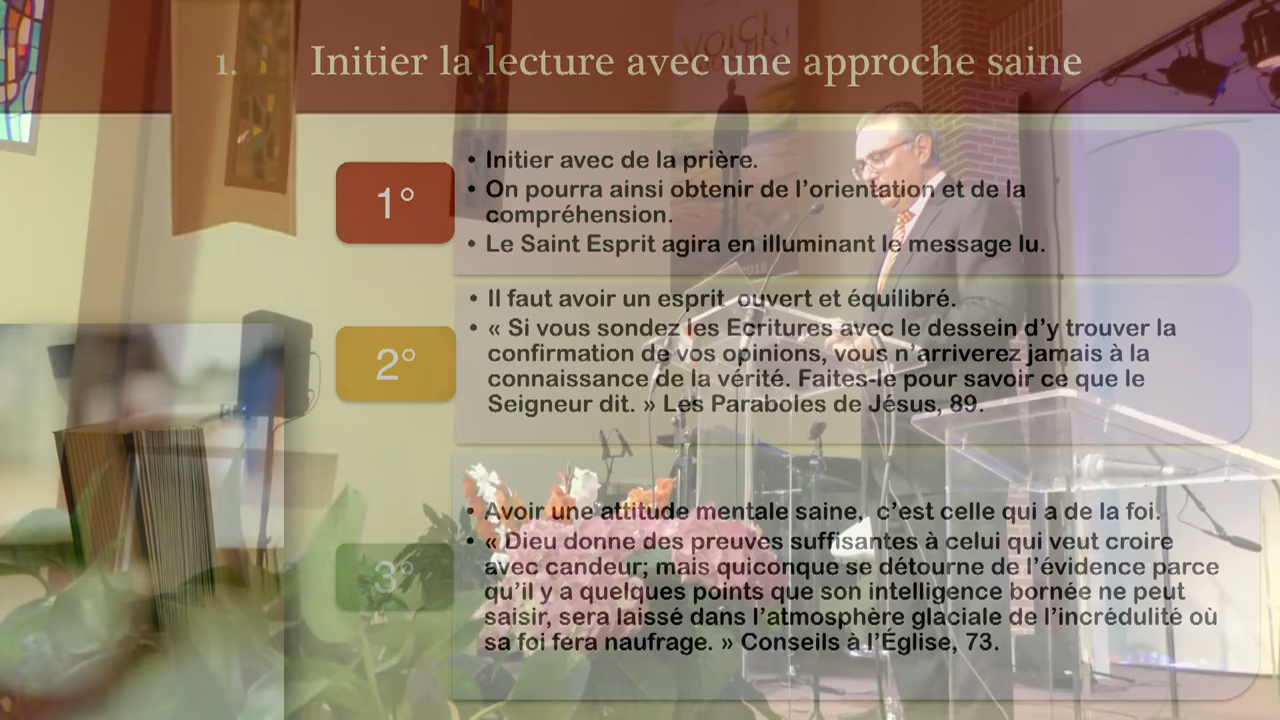 1. Initier la lecture avec une approche saine
VOICI
1°
• Initier avec de la prière.
• On pourra ainsi obtenir de l’orientation et de la
compréhension.
• Le Saint Esprit agira en illuminant le message lu.
2018
2°
• Il faut avoir un esprit ouvert et équilibré.
• « Si vous sondez les Ecritures avec le dessein d’y trouver la
confirmation de vos opinions, vous n’arriverez jamais à la
connaissance de la vérité. Faites-le pour savoir ce que le
Seigneur dit. » Les Paraboles de Jésus, 89.
3°
• Avoir une attitude mentale saine, c’est celle qui a de la foi.
• « Dieu donne des preuves suffisantes à celui qui veut croire
avec candeur; mais quiconque se détourne de l’évidence parce
qu’il y a quelques points que son intelligence bornée ne peut
saisir, sera laissé dans l’atmosphère glaciale de l’incrédulité où
sa foi fera naufrage. » Conseils à l’Église, 73.